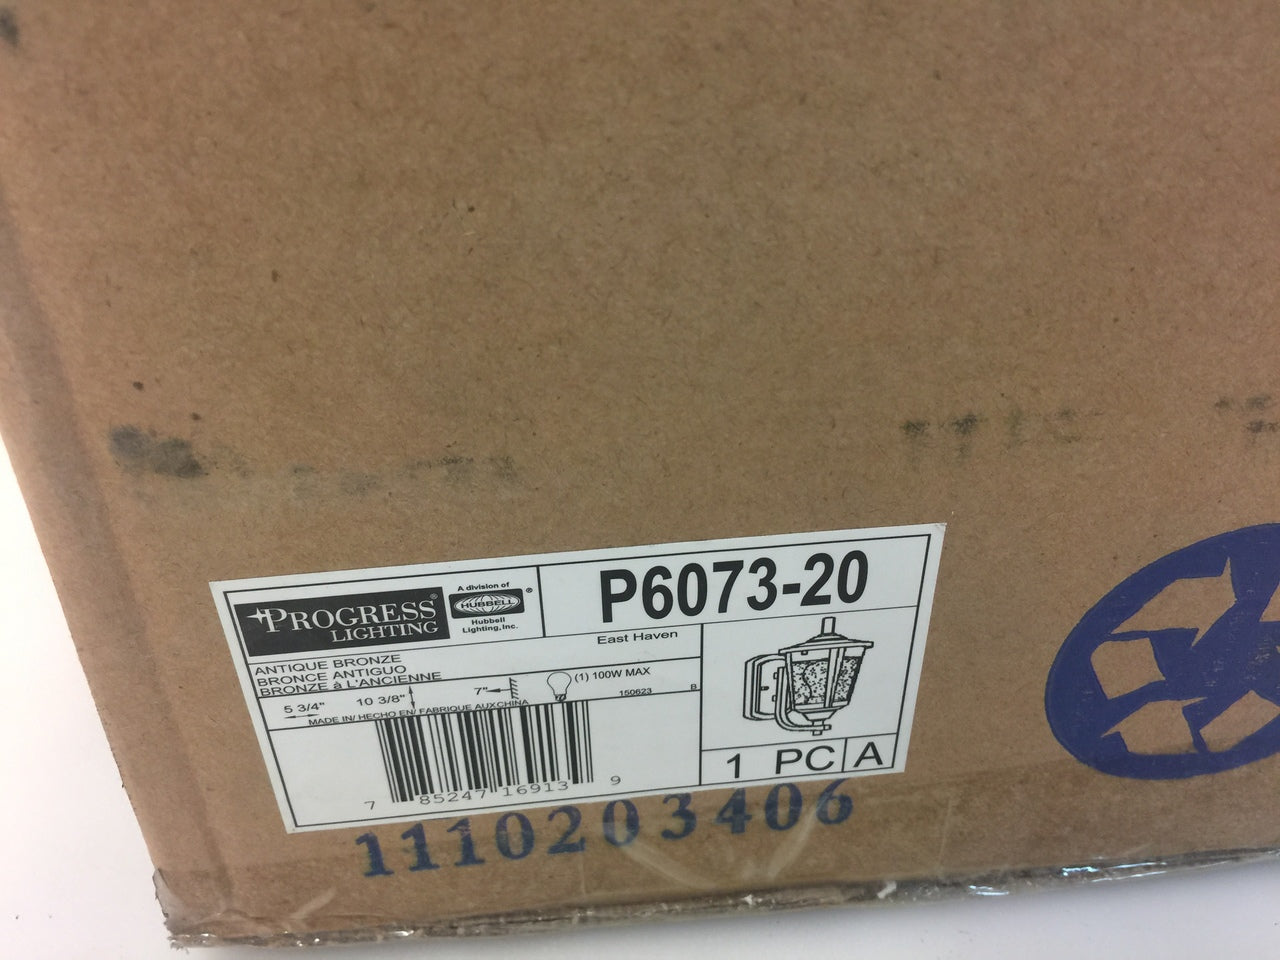 PROGRESS®
LIGHTING
A division of
HUBBELL®
Hubbell
Lighting, Inc.
P6073-20
East Haven
ANTIQUE BRONZE
BRONCE ANTIGUO
BRONZE à L'ANCIENNE
5 3/4" 10 3/8" 7" (1) 100W MAX
150623 B
MADE IN/ HECHO EN/ FABRIQUE AUXCHINA
1 PC A
7 85247 16913 9
1110203406